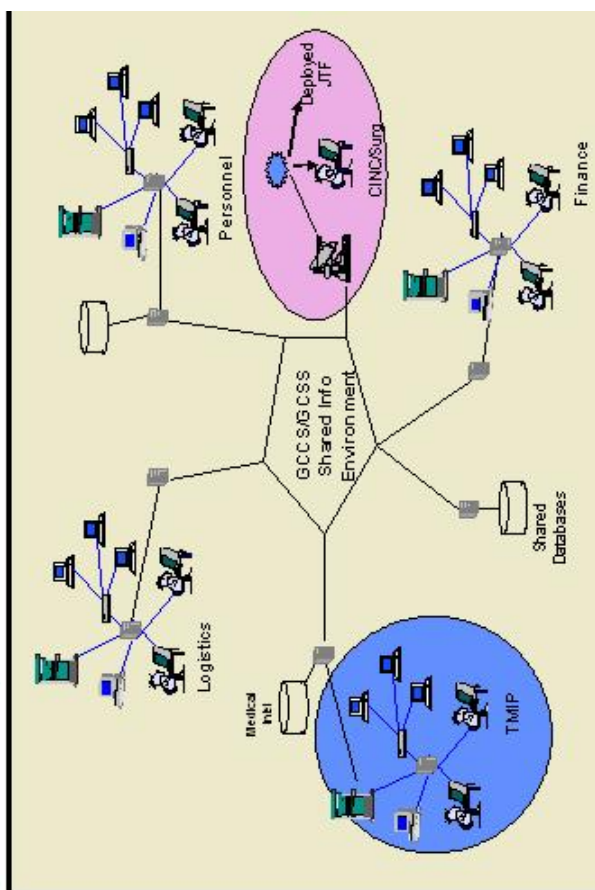 Logistics
Personnel
Medical
Intel
GCCS/GCSS
Shared Info
Environment
Deployed
JTF
CINC/Surg
TMIP
Shared
Databases
Finance